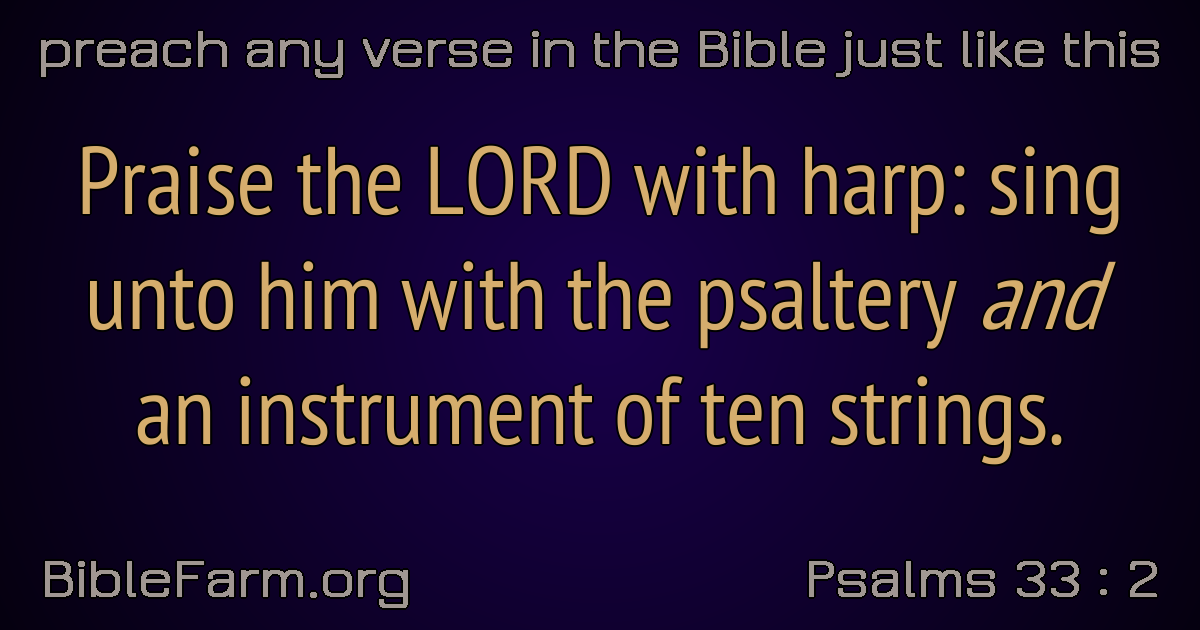 preach any verse in the Bible just like this
Praise the LORD with harp: sing
unto him with the psaltery and
an instrument of ten strings.
BibleFarm.org
Psalms 33 : 2